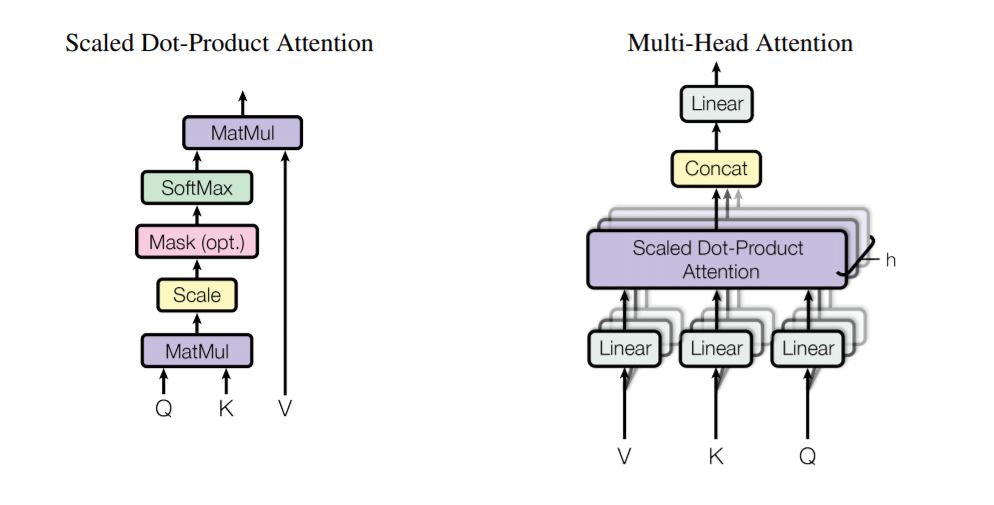 Scaled Dot-Product Attention
MatMul
SoftMax
Mask (opt.)
Scale
MatMul
Q K V
Multi-Head Attention
Linear
Concat
Scaled Dot-Product
Attention
h
Linear Linear Linear
V K Q